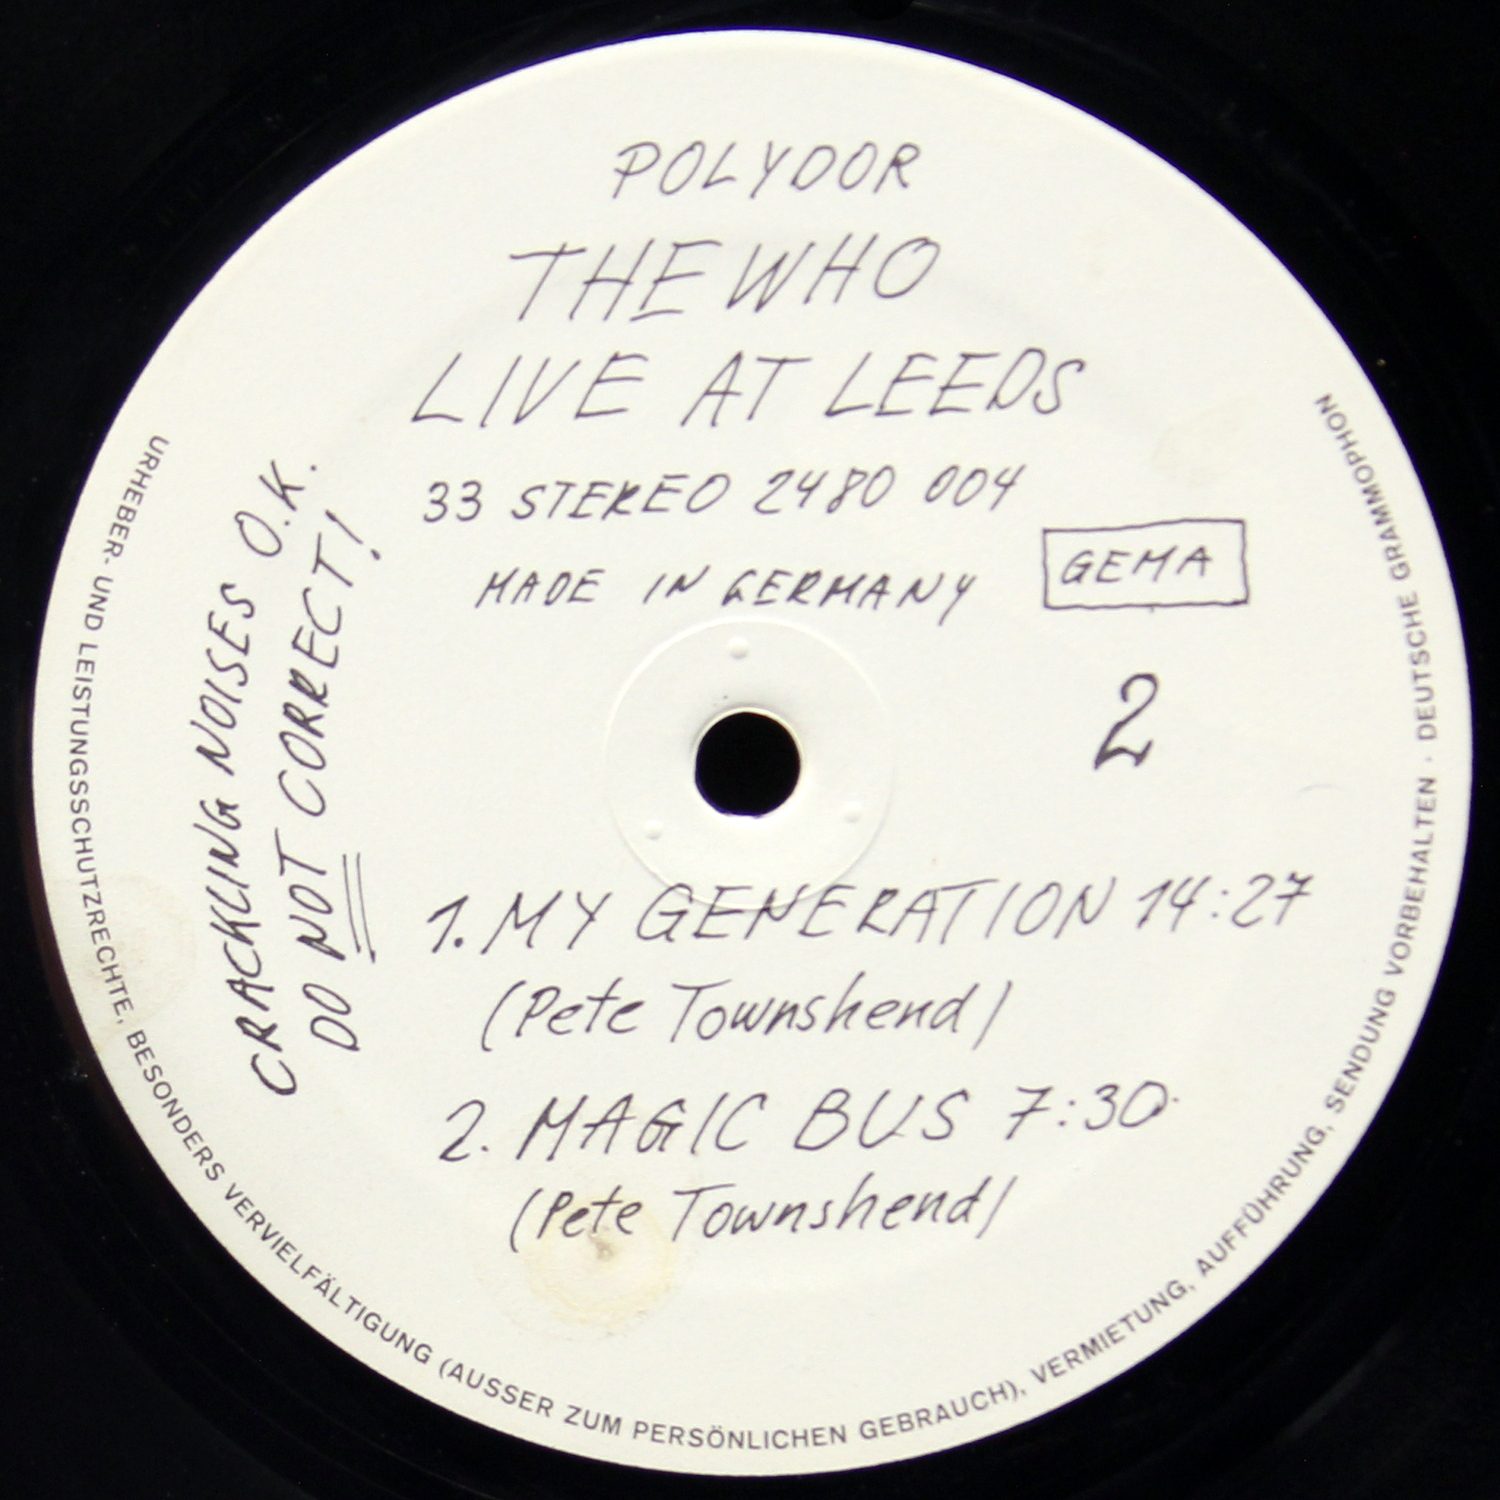 POLYDOR
THE WHO
LIVE AT LEEDS
33 STEREO 2480 004
MADE IN GERMANY
GEMA
2
CRACKLING NOISES O.K.
DO NOT CORRECT!
1. MY GENERATION 14:27
(Pete Townshend)
2. MAGIC BUS 7:30
(Pete Townshend)
URHEBER- UND LEISTUNGSSCHUTZRECHTE, BESONDERS VERVIELFÄLTIGUNG (AUSSER ZUM PERSÖNLICHEN GEBRAUCH), VERMIETUNG, AUFFÜHRUNG, SENDUNG VORBEHALTEN · DEUTSCHE GRAMMOPHON